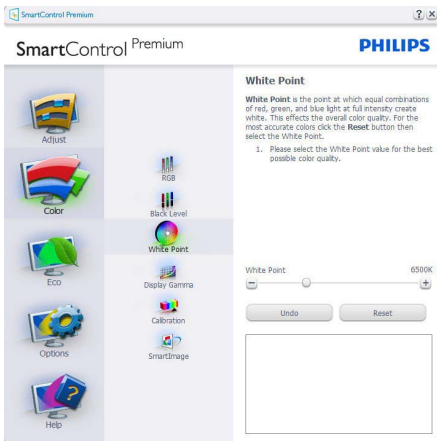 SmartControl Premium
SmartControl Premium
PHILIPS
Adjust
Color
Eco
Options
Help
RGB
Black Level
White Point
Display Gamma
Calibration
SmartImage
White Point
White Point is the point at which equal combinations
of red, green, and blue light at full intensity create
white. This effects the overall color quality. For the
most accurate colors click the Reset button then
select the White Point.
1. Please select the White Point value for the best
possible color quality.
White Point 6500K
Undo Reset